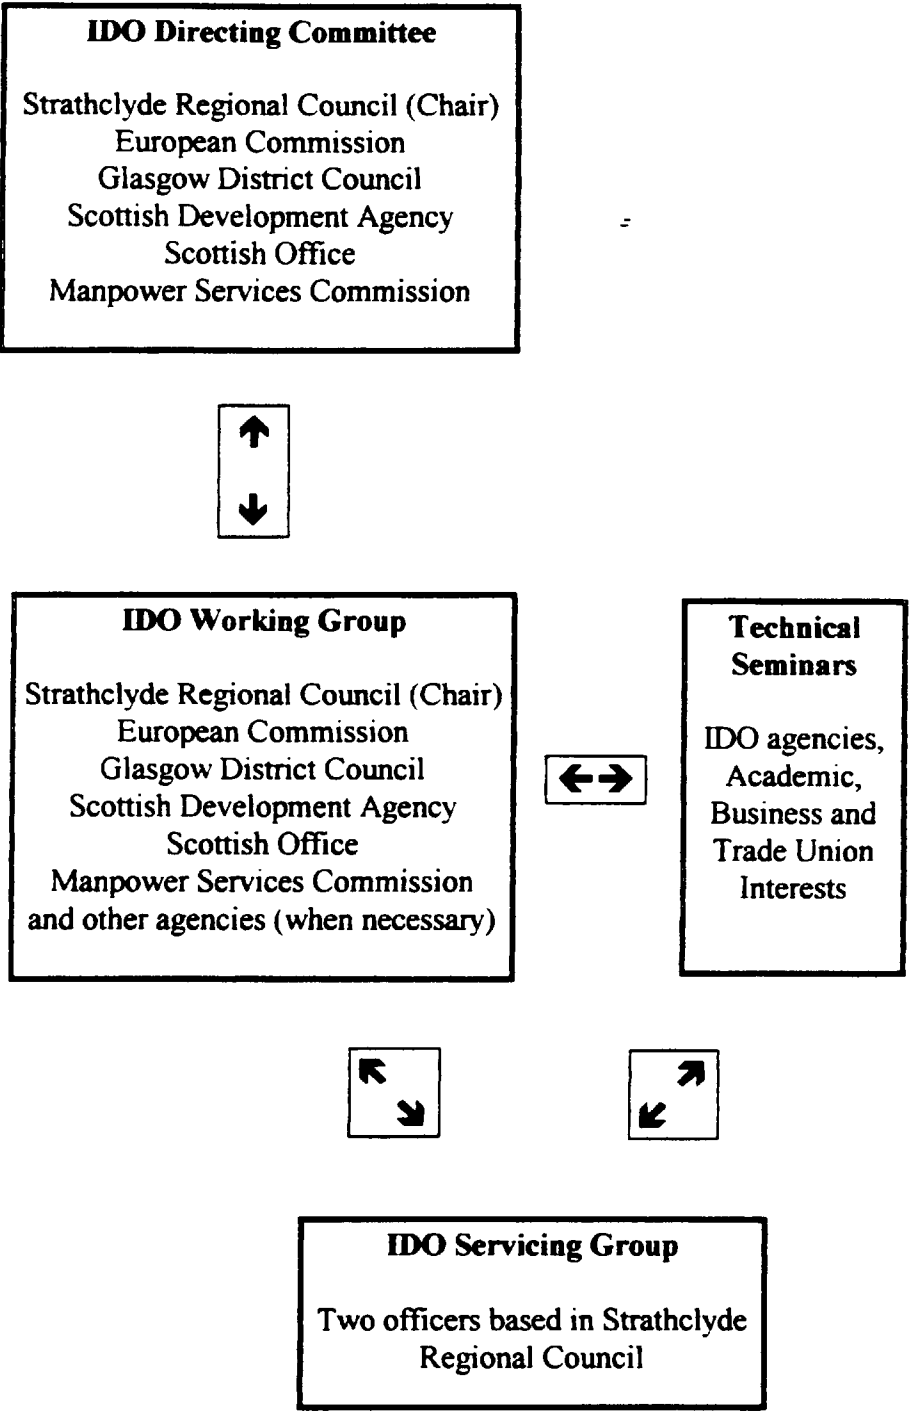 IDO Directing Committee
Strathclyde Regional Council (Chair)
European Commission
Glasgow District Council
Scottish Development Agency
Scottish Office
Manpower Services Commission
IDO Working Group
Strathclyde Regional Council (Chair)
European Commission
Glasgow District Council
Scottish Development Agency
Scottish Office
Manpower Services Commission
and other agencies (when necessary)
Technical
Seminars
IDO agencies,
Academic,
Business and
Trade Union
Interests
IDO Servicing Group
Two officers based in Strathclyde
Regional Council